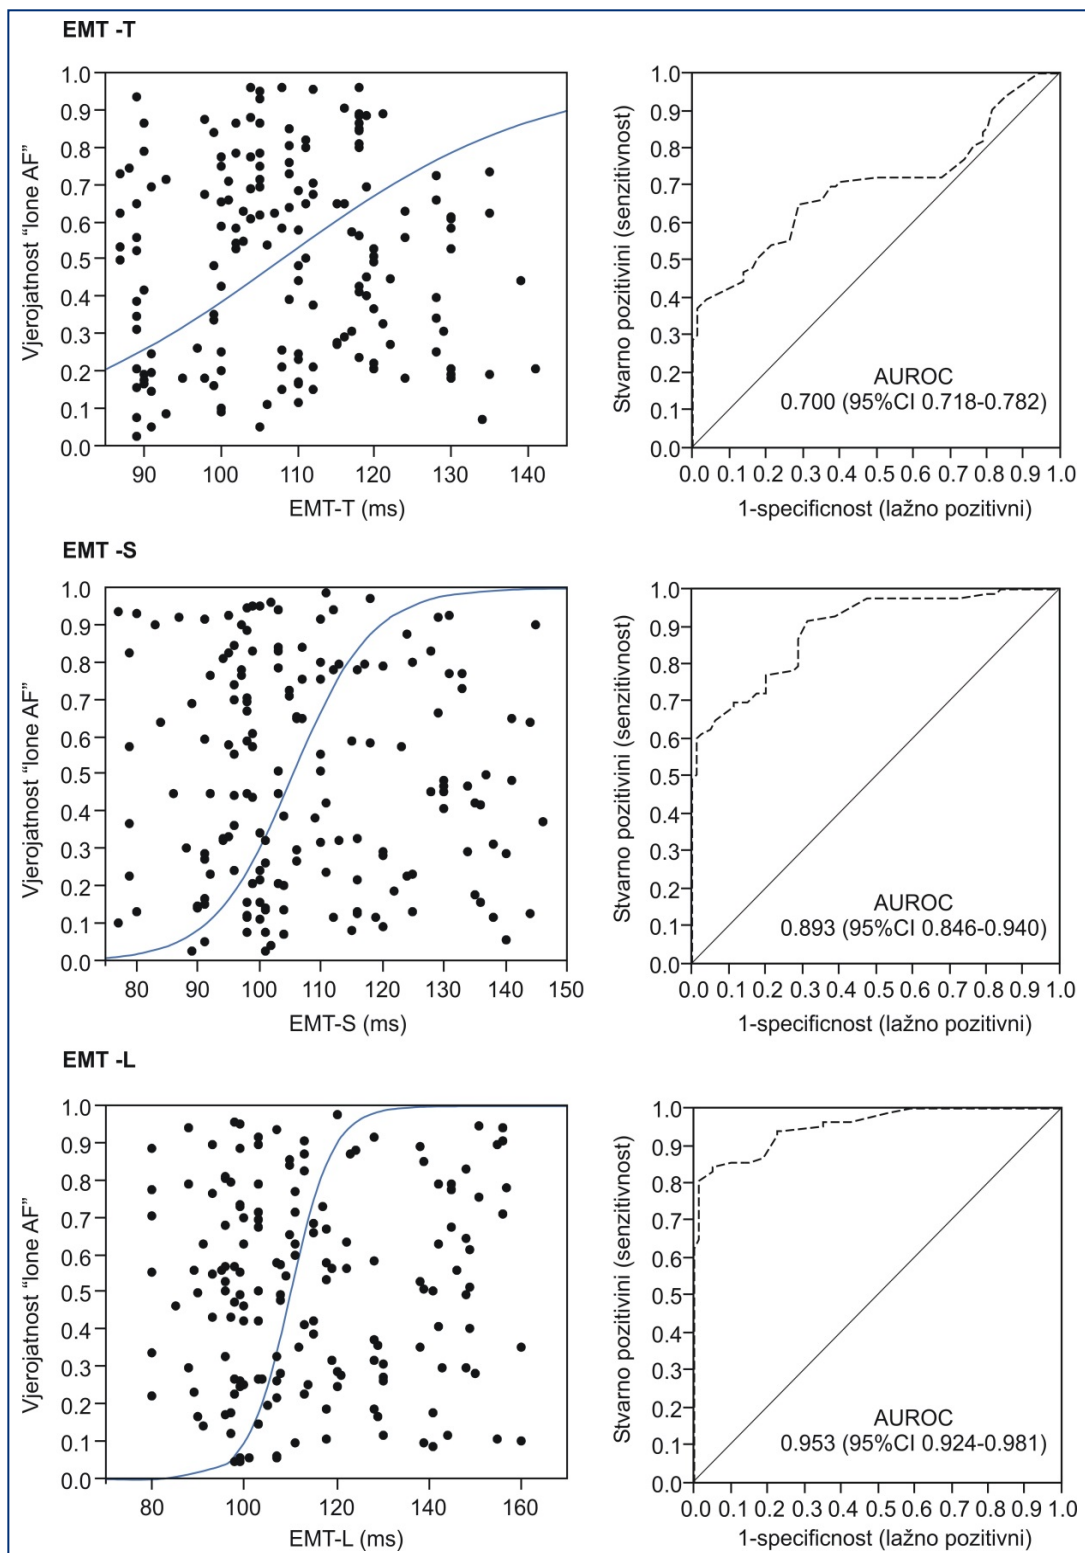 EMT -T
Vjerojatnost “lone AF”
1.0
0.9
0.8
0.7
0.6
0.5
0.4
0.3
0.2
0.1
0.0
90 100 110 120 130 140
EMT-T (ms)
Stvarno pozitivini (senzitivnost)
1.0
0.9
0.8
0.7
0.6
0.5
0.4
0.3
0.2
0.1
0.0
AUROC
0.700 (95%CI 0.718-0.782)
0.0 0.1 0.2 0.3 0.4 0.5 0.6 0.7 0.8 0.9 1.0
1-specificnost (lažno pozitivni)
EMT -S
Vjerojatnost “lone AF”
1.0
0.9
0.8
0.7
0.6
0.5
0.4
0.3
0.2
0.1
0.0
80 90 100 110 120 130 140 150
EMT-S (ms)
Stvarno pozitivini (senzitivnost)
1.0
0.9
0.8
0.7
0.6
0.5
0.4
0.3
0.2
0.1
0.0
AUROC
0.893 (95%CI 0.846-0.940)
0.0 0.1 0.2 0.3 0.4 0.5 0.6 0.7 0.8 0.9 1.0
1-specificnost (lažno pozitivni)
EMT -L
Vjerojatnost “lone AF”
1.0
0.9
0.8
0.7
0.6
0.5
0.4
0.3
0.2
0.1
0.0
80 100 120 140 160
EMT-L (ms)
Stvarno pozitivini (senzitivnost)
1.0
0.9
0.8
0.7
0.6
0.5
0.4
0.3
0.2
0.1
0.0
AUROC
0.953 (95%CI 0.924-0.981)
0.0 0.1 0.2 0.3 0.4 0.5 0.6 0.7 0.8 0.9 1.0
1-specificnost (lažno pozitivni)